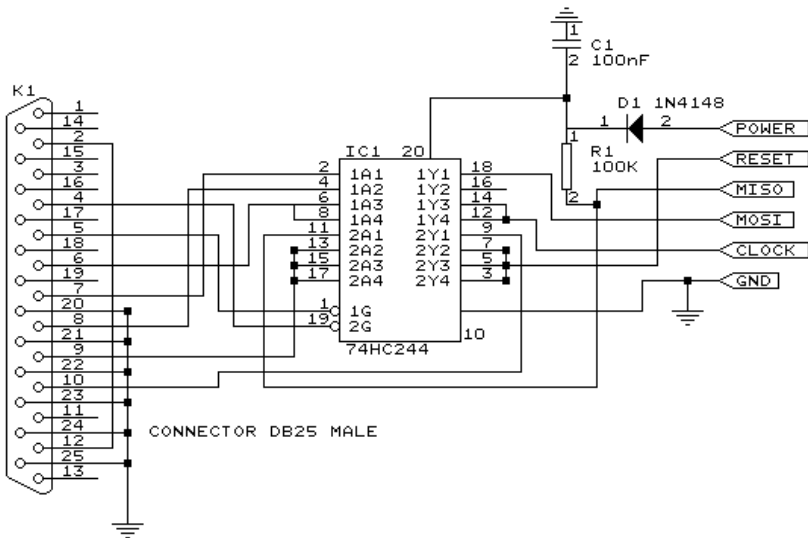 K1
1
14
2
15
3
16
4
17
5
18
6
19
7
20
8
21
9
22
10
23
11
24
12
25
13
CONNECTOR DB25 MALE
IC1 20
2 1A1 1Y1 18
4 1A2 1Y2 16
6 1A3 1Y3 14
8 1A4 1Y4 12
11 2A1 2Y1 9
13 2A2 2Y2 7
15 2A3 2Y3 5
17 2A4 2Y4 3
1 1G
19 2G
10
74HC244
1
C1
2 100nF
D1 1N4148
1 2
1
R1
100K
2
POWER
RESET
MISO
MOSI
CLOCK
GND